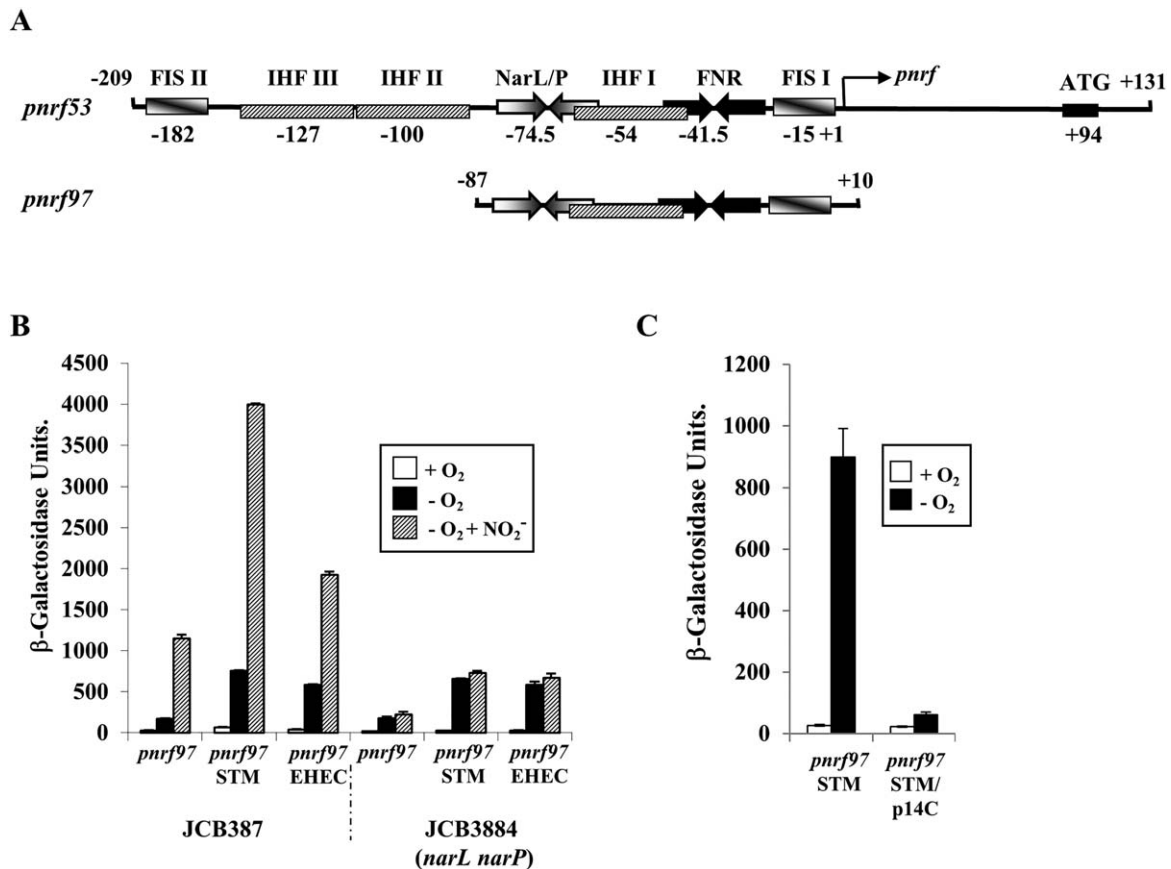 A
-209 FIS II IHF III IHF II NarL/P IHF I FNR FIS I pnrf ATG +131
pnrf53
-182 -127 -100 -74.5 -54 -41.5 -15 +1 +94
-87 +10
pnrf97
B
β-Galactosidase Units.
4500
4000
3500
3000
2500
2000
1500
1000
500
0
+ O₂
- O₂
- O₂ + NO₂⁻
pnrf97 pnrf97 pnrf97 pnrf97 pnrf97 pnrf97
STM EHEC STM EHEC
JCB387 JCB3884
(narL narP)
C
β-Galactosidase Units.
1200
1000
800
600
400
200
0
+ O₂
- O₂
pnrf97 pnrf97
STM STM/
p14C